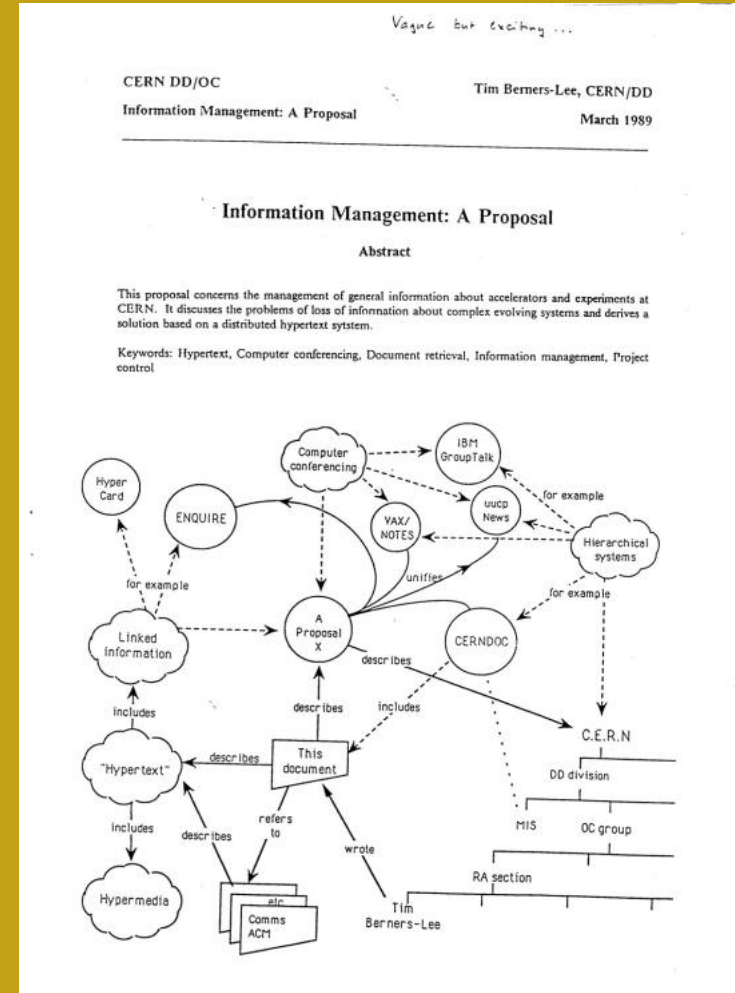 Vague but exciting ...
CERN DD/OC
Tim Berners-Lee, CERN/DD
Information Management: A Proposal
March 1989
Information Management: A Proposal
Abstract
This proposal concerns the management of general information about accelerators and experiments at
CERN. It discusses the problems of loss of information about complex evolving systems and derives a
solution based on a distributed hypertext sytstem.
Keywords: Hypertext, Computer conferencing, Document retrieval, Information management, Project
control
IBM
GroupTalk
Computer
conferencing
Hyper
Card
uucp
News
for example
ENQUIRE
VAX/
NOTES
Hierarchical
systems
unifies
for example
for example
A
Proposal
X
Linked
information
CERNDOC
describes
includes
describes
includes
C.E.R.N
"Hypertext"
describes
This
document
DD division
includes
describes
refers
to
wrote
MIS
OC group
RA section
Hypermedia
etc
Comms
ACM
Tim
Berners-Lee